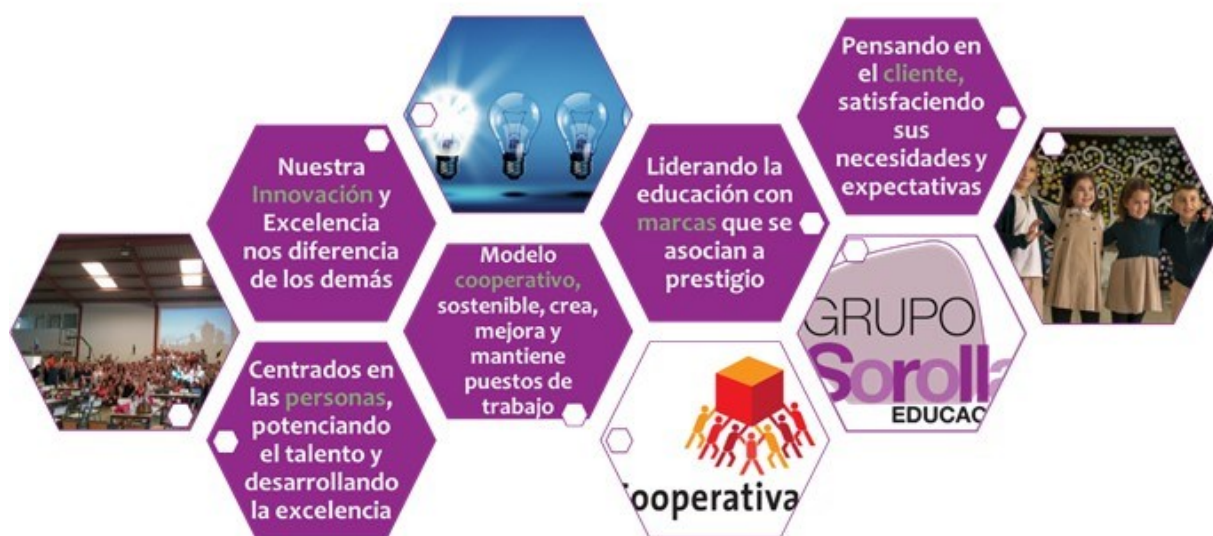 Nuestra
Innovación y
Excelencia
nos diferencia
de los demás
Centrados en
las personas,
potenciando
el talento y
desarrollando
la excelencia
Modelo
cooperativo,
sostenible, crea,
mejora y
mantiene
puestos de
trabajo
Liderando la
educación con
marcas que se
asocian a
prestigio
Pensando en
el cliente,
satisfaciendo
sus
necesidades y
expectativas
GRUPO
Sorolla
EDUCAC
ooperativa